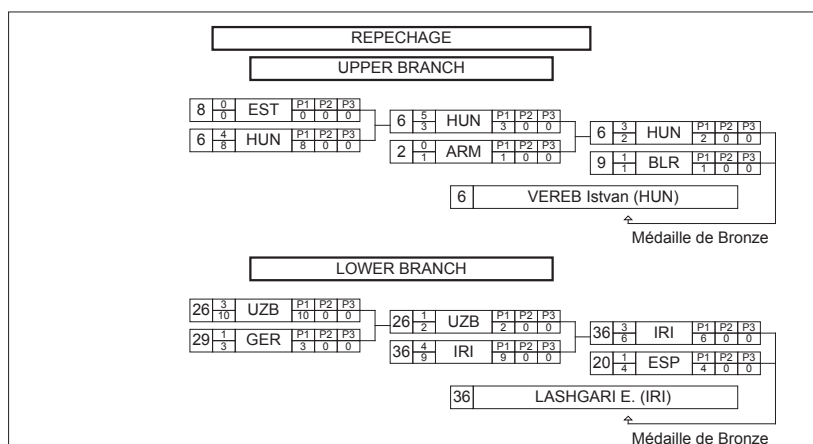 REPECHAGE
UPPER BRANCH
8 0 0 EST P1 P2 P3 0 0 0
6 4 8 HUN P1 P2 P3 8 0 0
6 5 3 HUN P1 P2 P3 3 0 0
2 0 1 ARM P1 P2 P3 1 0 0
6 3 2 HUN P1 P2 P3 2 0 0
9 1 1 BLR P1 P2 P3 1 0 0
6 VEREB Istvan (HUN)
Médaille de Bronze
LOWER BRANCH
26 3 10 UZB P1 P2 P3 10 0 0
29 1 3 GER P1 P2 P3 3 0 0
26 1 2 UZB P1 P2 P3 2 0 0
36 4 9 IRI P1 P2 P3 9 0 0
36 3 6 IRI P1 P2 P3 6 0 0
20 1 4 ESP P1 P2 P3 4 0 0
36 LASHGARI E. (IRI)
Médaille de Bronze